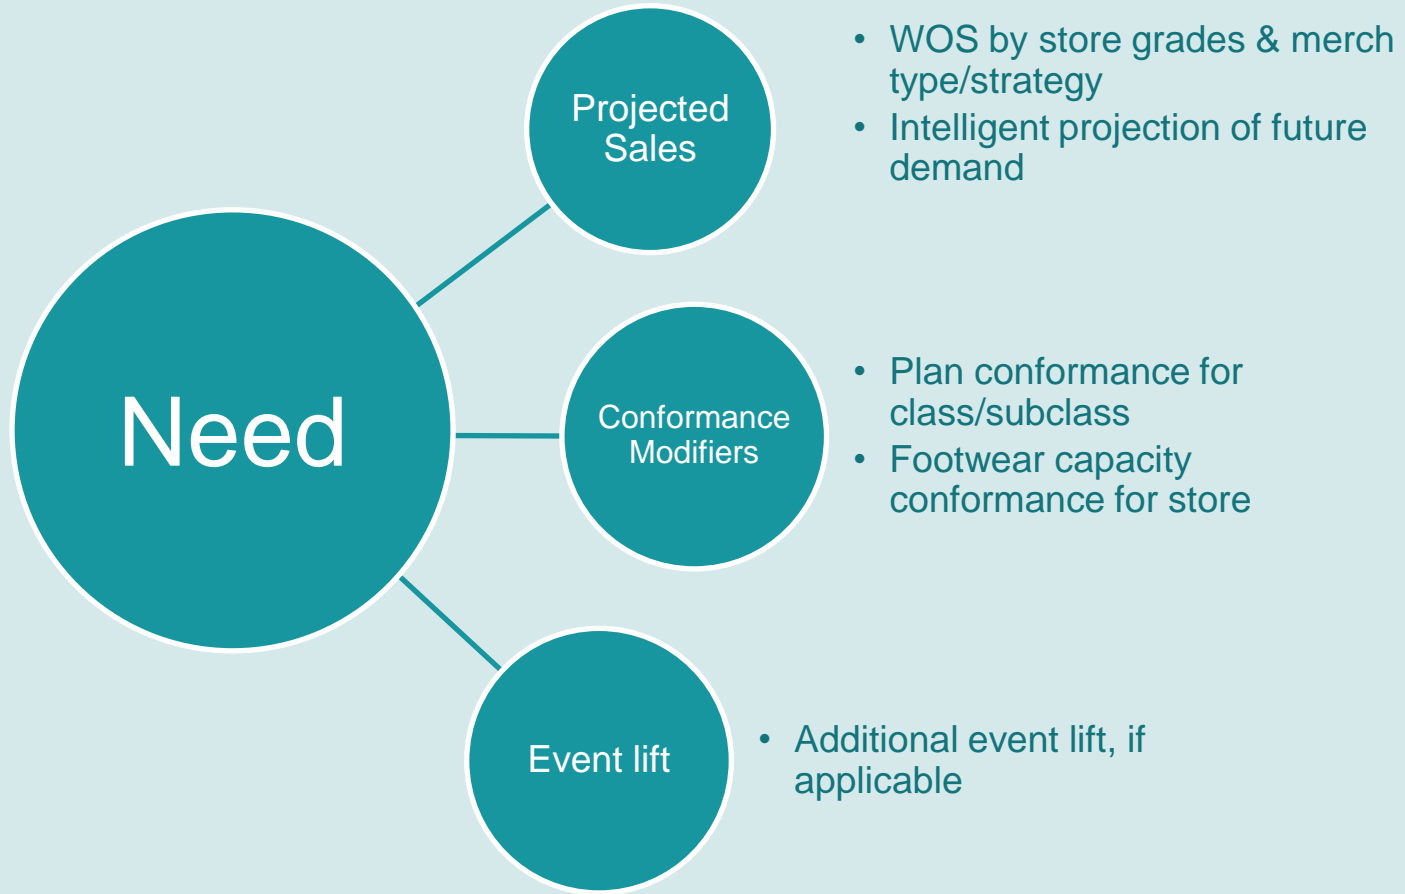 Need
Projected
Sales
• WOS by store grades & merch
type/strategy
• Intelligent projection of future
demand
Conformance
Modifiers
• Plan conformance for
class/subclass
• Footwear capacity
conformance for store
Event lift
• Additional event lift, if
applicable